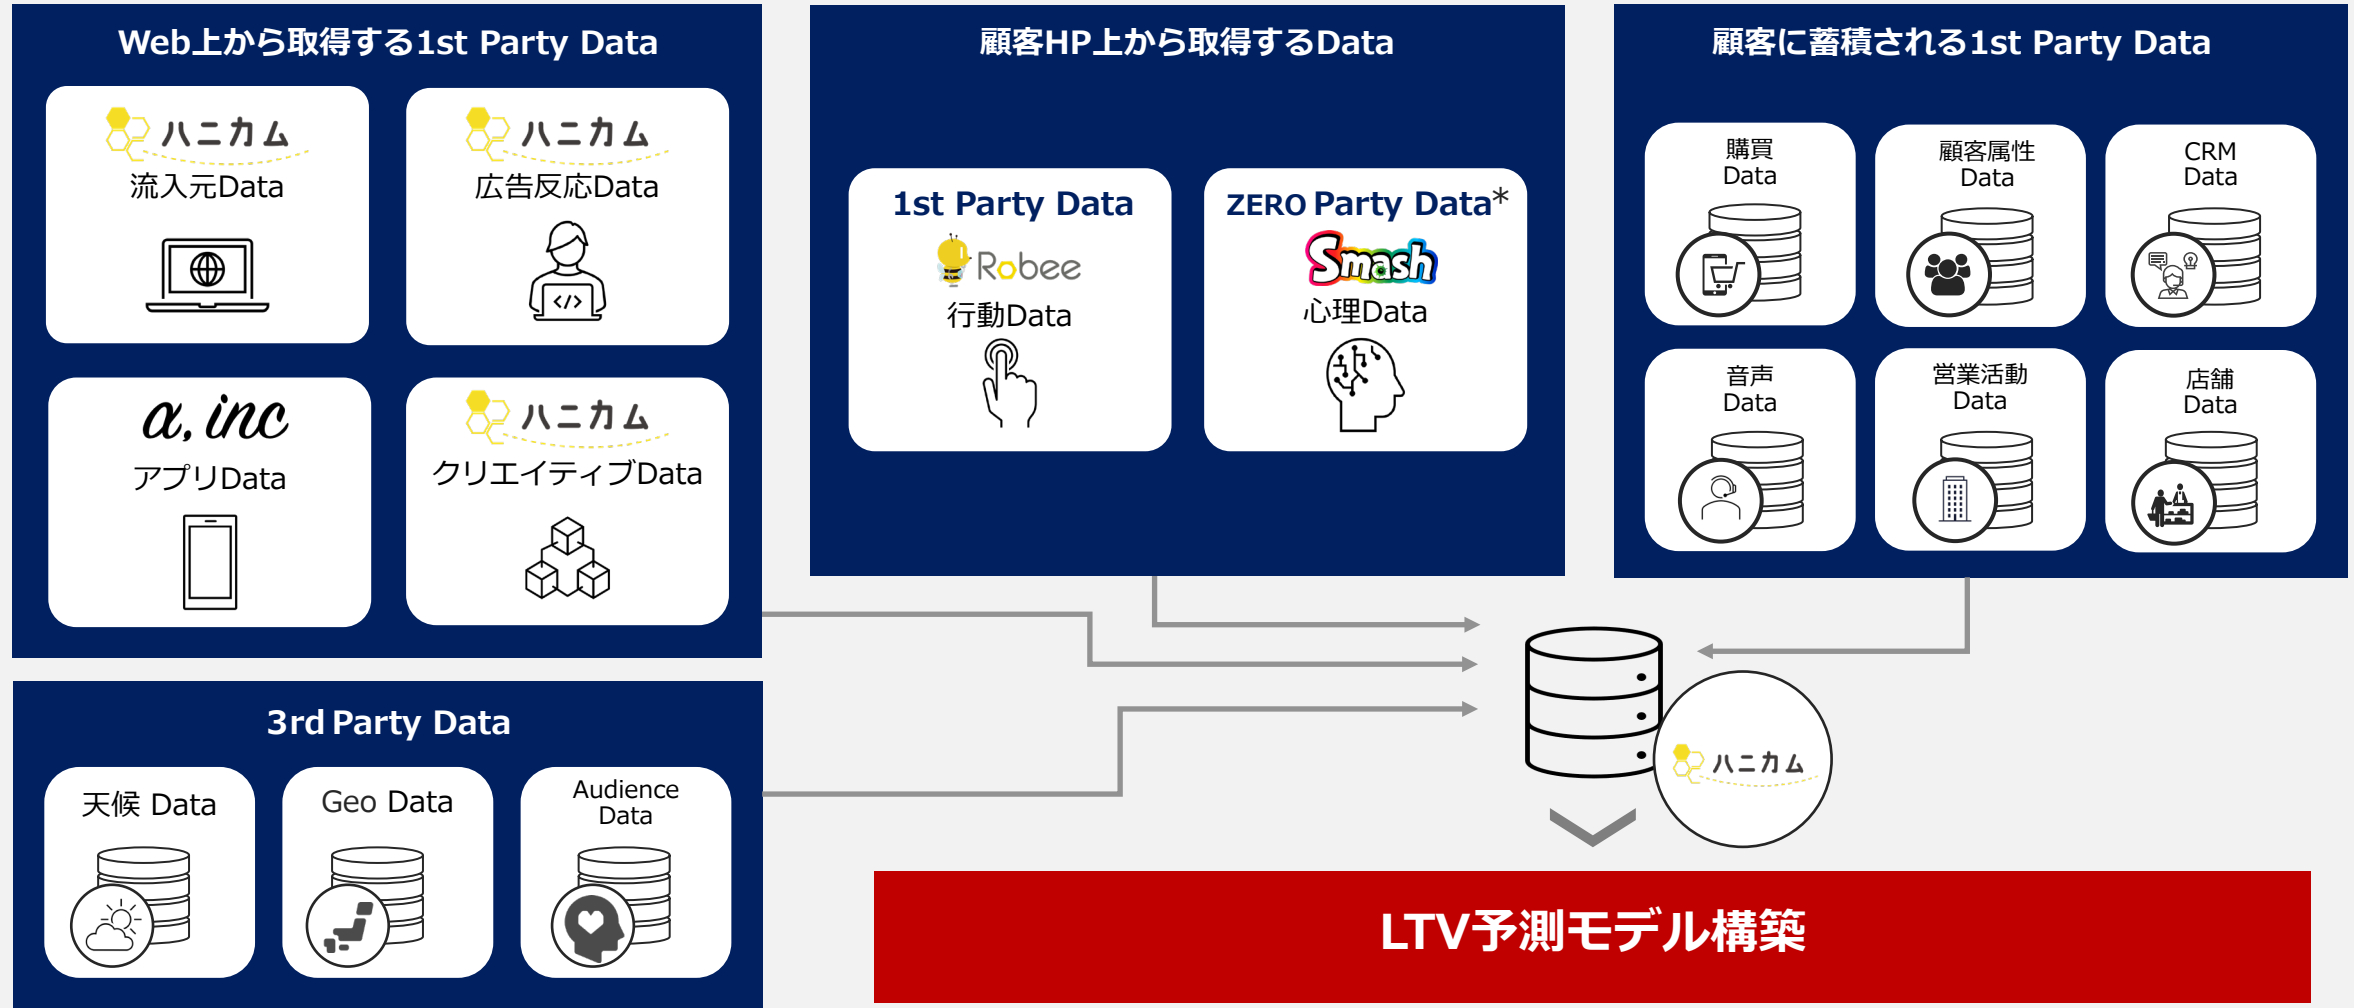 Web上から取得する1st Party Data
ハニカム
流入元Data
ハニカム
広告反応Data
α, inc
アプリData
ハニカム
クリエイティブData
顧客HP上から取得するData
1st Party Data
Robee
行動Data
ZERO Party Data*
Smash
心理Data
顧客に蓄積される1st Party Data
購買
Data
顧客属性
Data
CRM
Data
音声
Data
営業活動
Data
店舗
Data
3rd Party Data
天候 Data
Geo Data
Audience
Data
ハニカム
LTV予測モデル構築